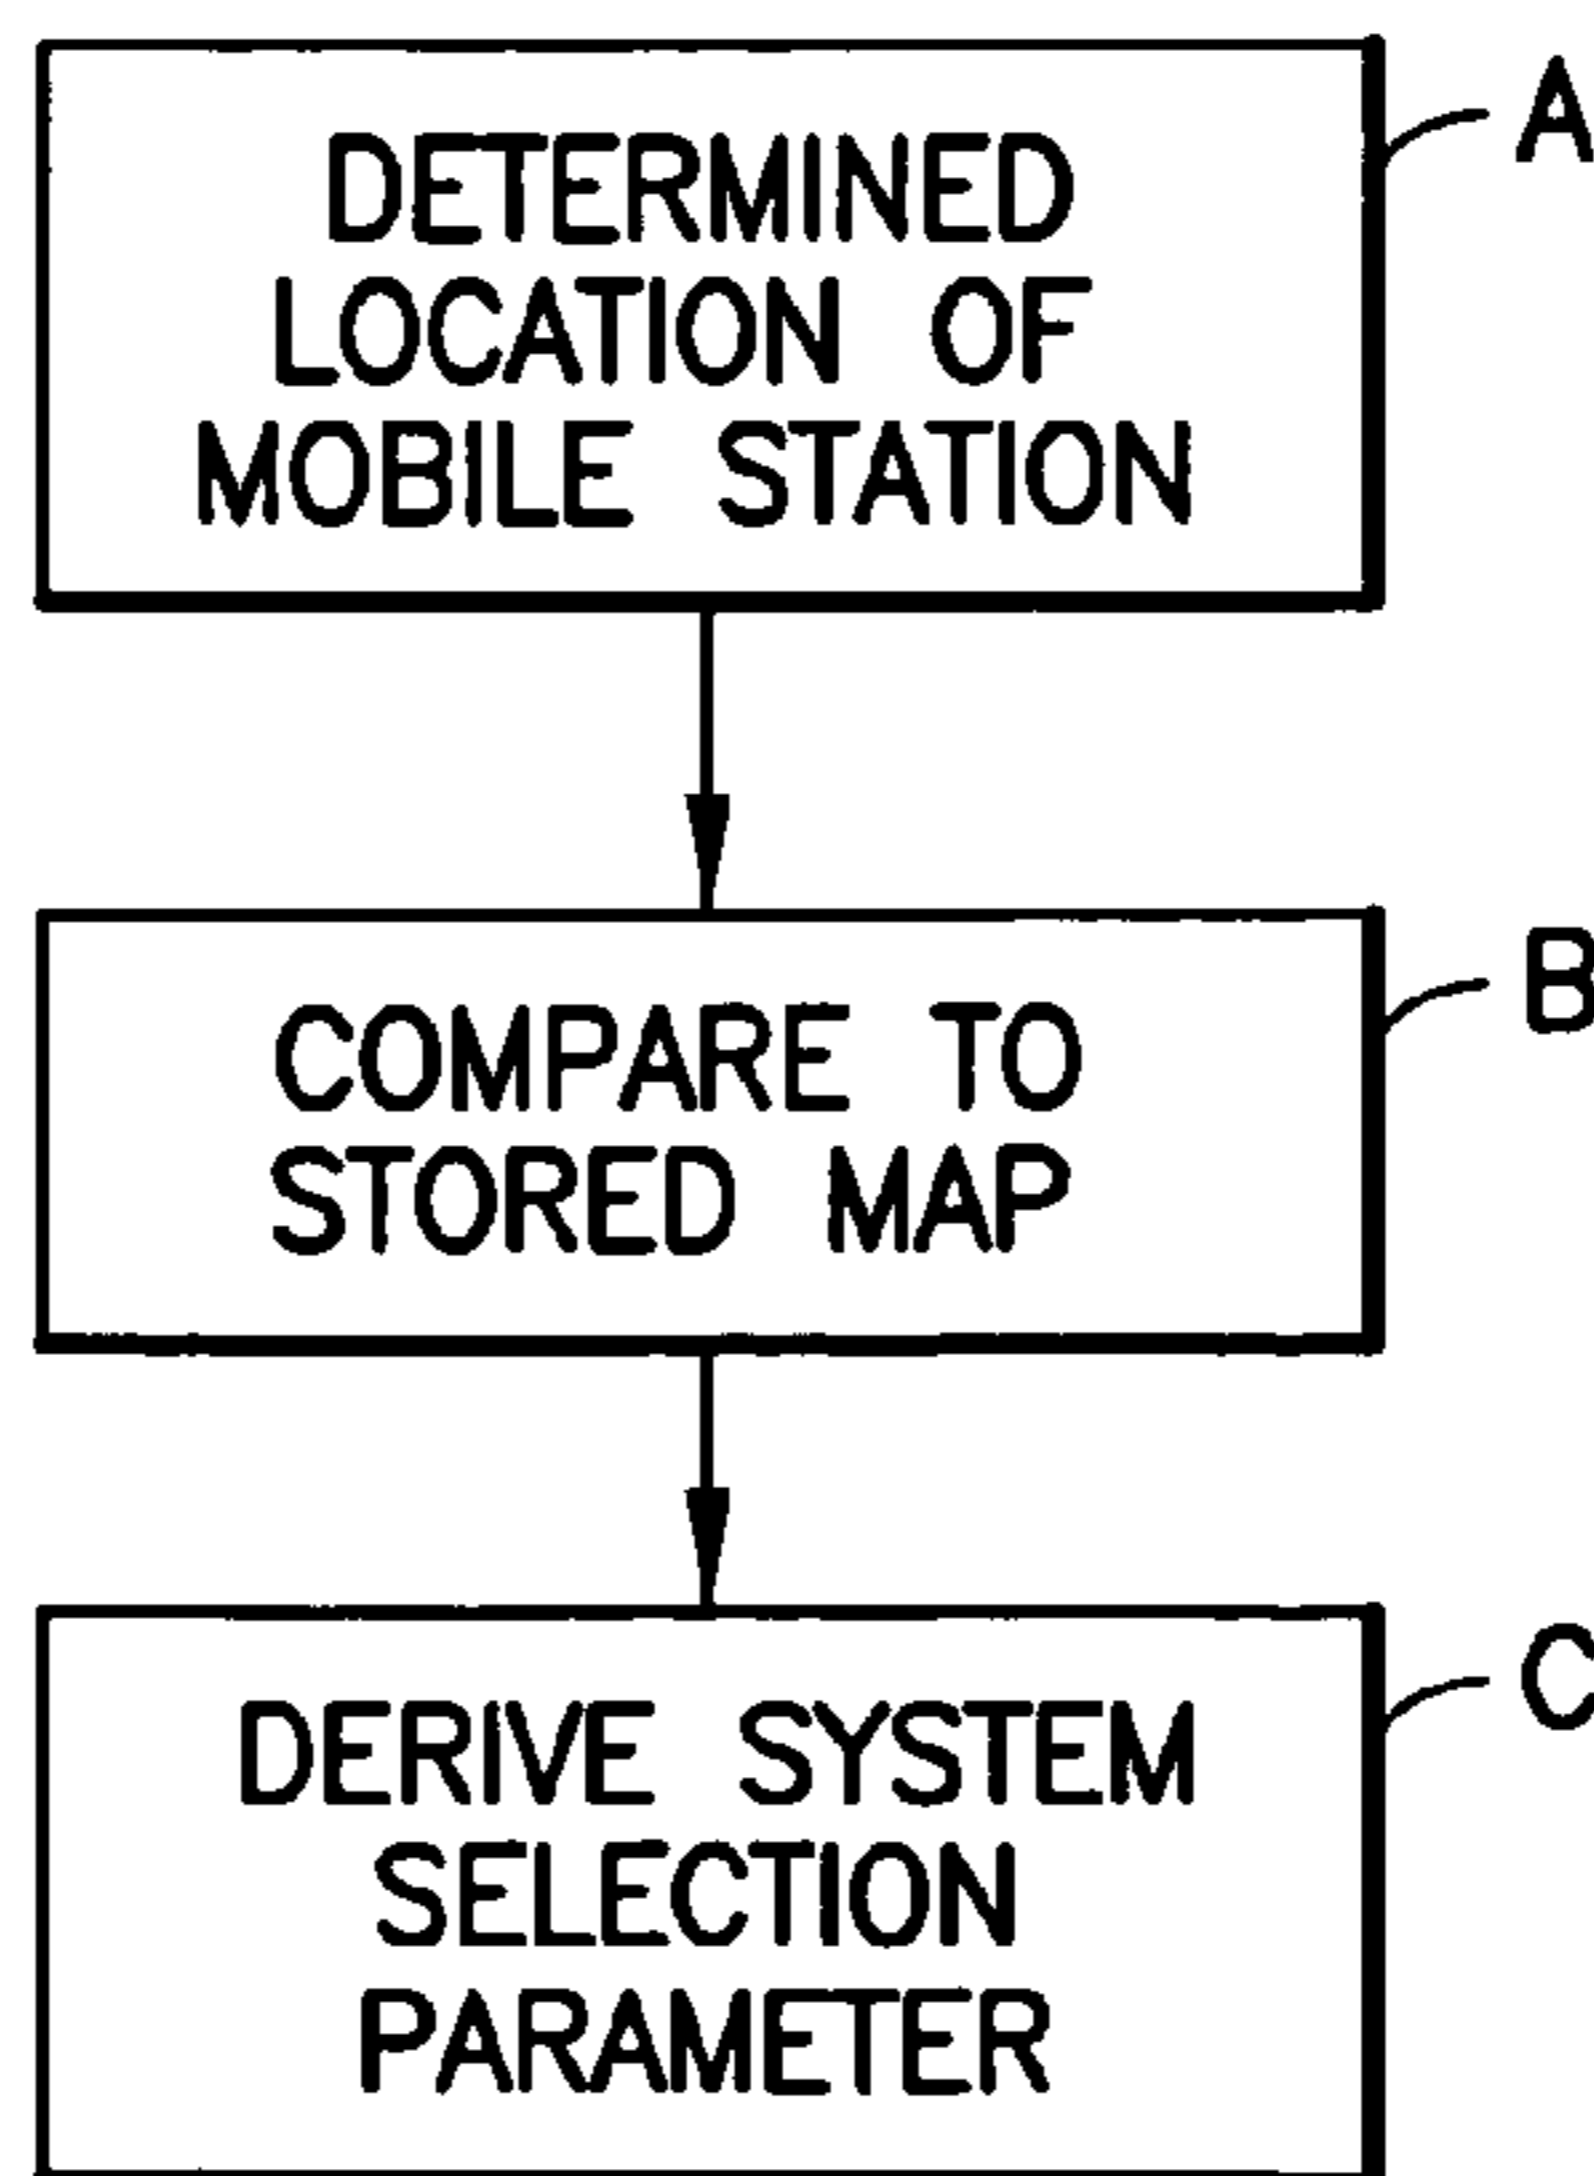 DETERMINED
LOCATION OF
MOBILE STATION
A
COMPARE TO
STORED MAP
B
DERIVE SYSTEM
SELECTION
PARAMETER
C